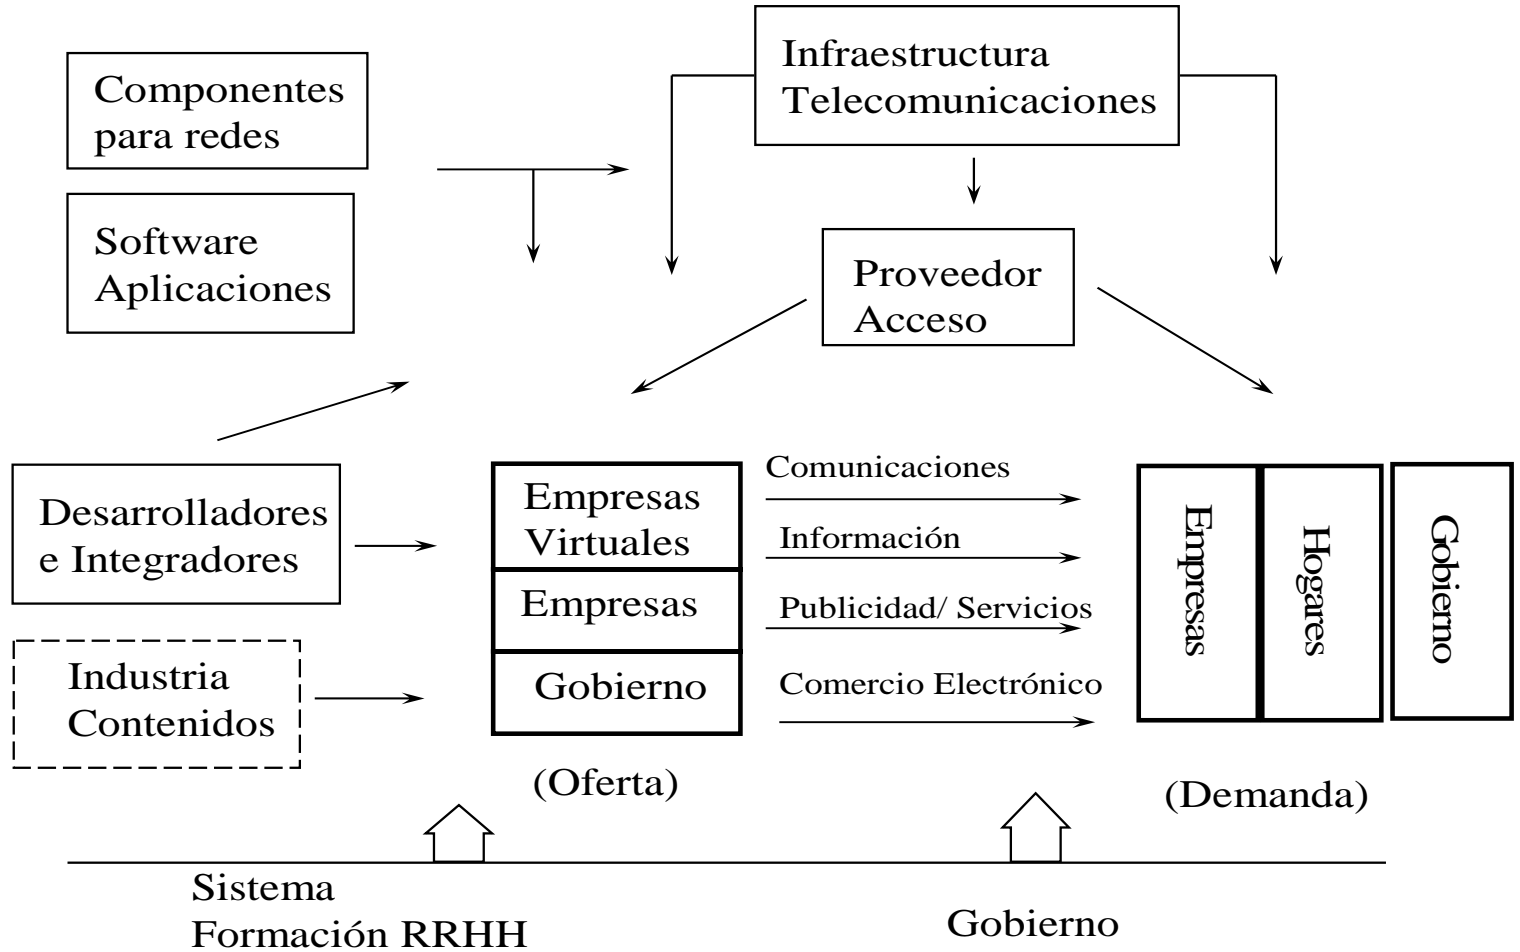 Infraestructura
Telecomunicaciones
Componentes
para redes
Software
Aplicaciones
Proveedor
Acceso
Desarrolladores
e Integradores
Industria
Contenidos
Empresas
Virtuales
Empresas
Gobierno
(Oferta)
Comunicaciones
Información
Publicidad/ Servicios
Comercio Electrónico
Empresas
Hogares
Gobierno
(Demanda)
Sistema
Formación RRHH
Gobierno